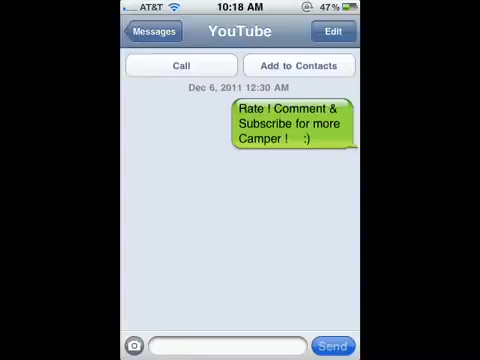 AT&T 10:18 AM 47%
Messages YouTube Edit
Call Add to Contacts
Dec 6, 2011 12:30 AM
Rate ! Comment &
Subscribe for more
Camper ! :)
Send